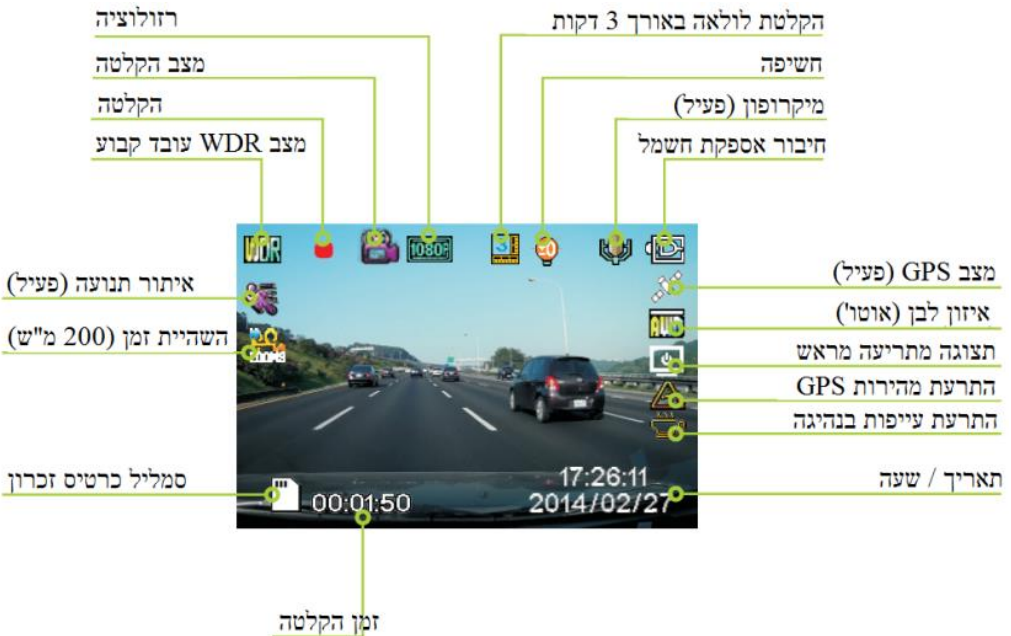 הקלטת לולאה באורך 3 דקות
רזולוציה
חשיפה
מצב הקלטה
מיקרופון (פעיל)
הקלטה
חיבור אספקת חשמל
מצב WDR עובד קבוע
WDR
1080P
3
מצב GPS (פעיל)
איתור תנועה (פעיל)
איזון לבן (אוטו')
השהיית זמן (200 מ"ש)
200MS
תצוגה מתריעה מראש
התרעת מהירות GPS
התרעת עייפות בנהיגה
תאריך / שעה
17:26:11
2014/02/27
סמליל כרטיס זכרון
00:01:50
זמן הקלטה